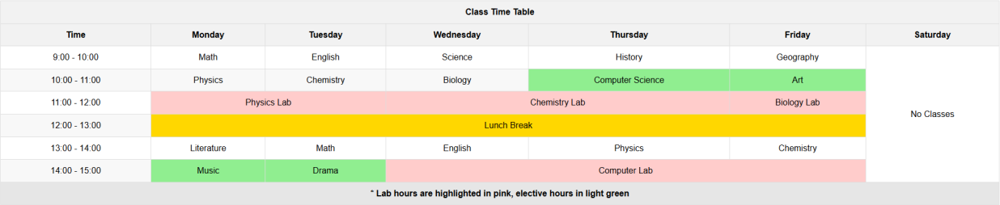 Class Time Table
Time Monday Tuesday Wednesday Thursday Friday Saturday
9:00 - 10:00 Math English Science History Geography
10:00 - 11:00 Physics Chemistry Biology Computer Science Art
11:00 - 12:00 Physics Lab Chemistry Lab Biology Lab
No Classes
12:00 - 13:00 Lunch Break
13:00 - 14:00 Literature Math English Physics Chemistry
14:00 - 15:00 Music Drama Computer Lab
* Lab hours are highlighted in pink, elective hours in light green